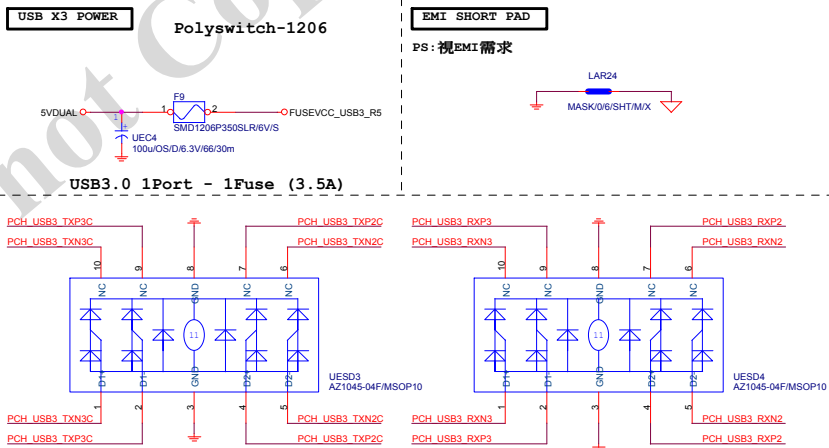 USB X3 POWER
Polyswitch-1206
EMI SHORT PAD
PS:視EMI需求
LAR24
MASK/0/6/SHT/M/X
F9
5VDUAL
1
2
FUSEVCC_USB3_R5
SMD1206P350SLR/6V/S
1
+
UEC4
100u/OS/D/6.3V/66/30m
USB3.0 1Port - 1Fuse (3.5A)
not Co
PCH_USB3_TXP3C
PCH_USB3_TXP2C
PCH_USB3_RXP3
PCH_USB3_RXP2
PCH_USB3_TXN3C
PCH_USB3_TXN2C
PCH_USB3_RXN3
PCH_USB3_RXN2
10 9 8 7 6
10 9 8 7 6
NC NC GND NC NC
NC NC GND NC NC
11
11
D1+ D1- GND D2+ D2-
D1+ D1- GND D2+ D2-
UESD3
AZ1045-04F/MSOP10
UESD4
AZ1045-04F/MSOP10
1 2 3 4 5
1 2 3 4 5
PCH_USB3_TXN3C
PCH_USB3_TXN2C
PCH_USB3_RXN3
PCH_USB3_RXN2
PCH_USB3_TXP3C
PCH_USB3_TXP2C
PCH_USB3_RXP3
PCH_USB3_RXP2